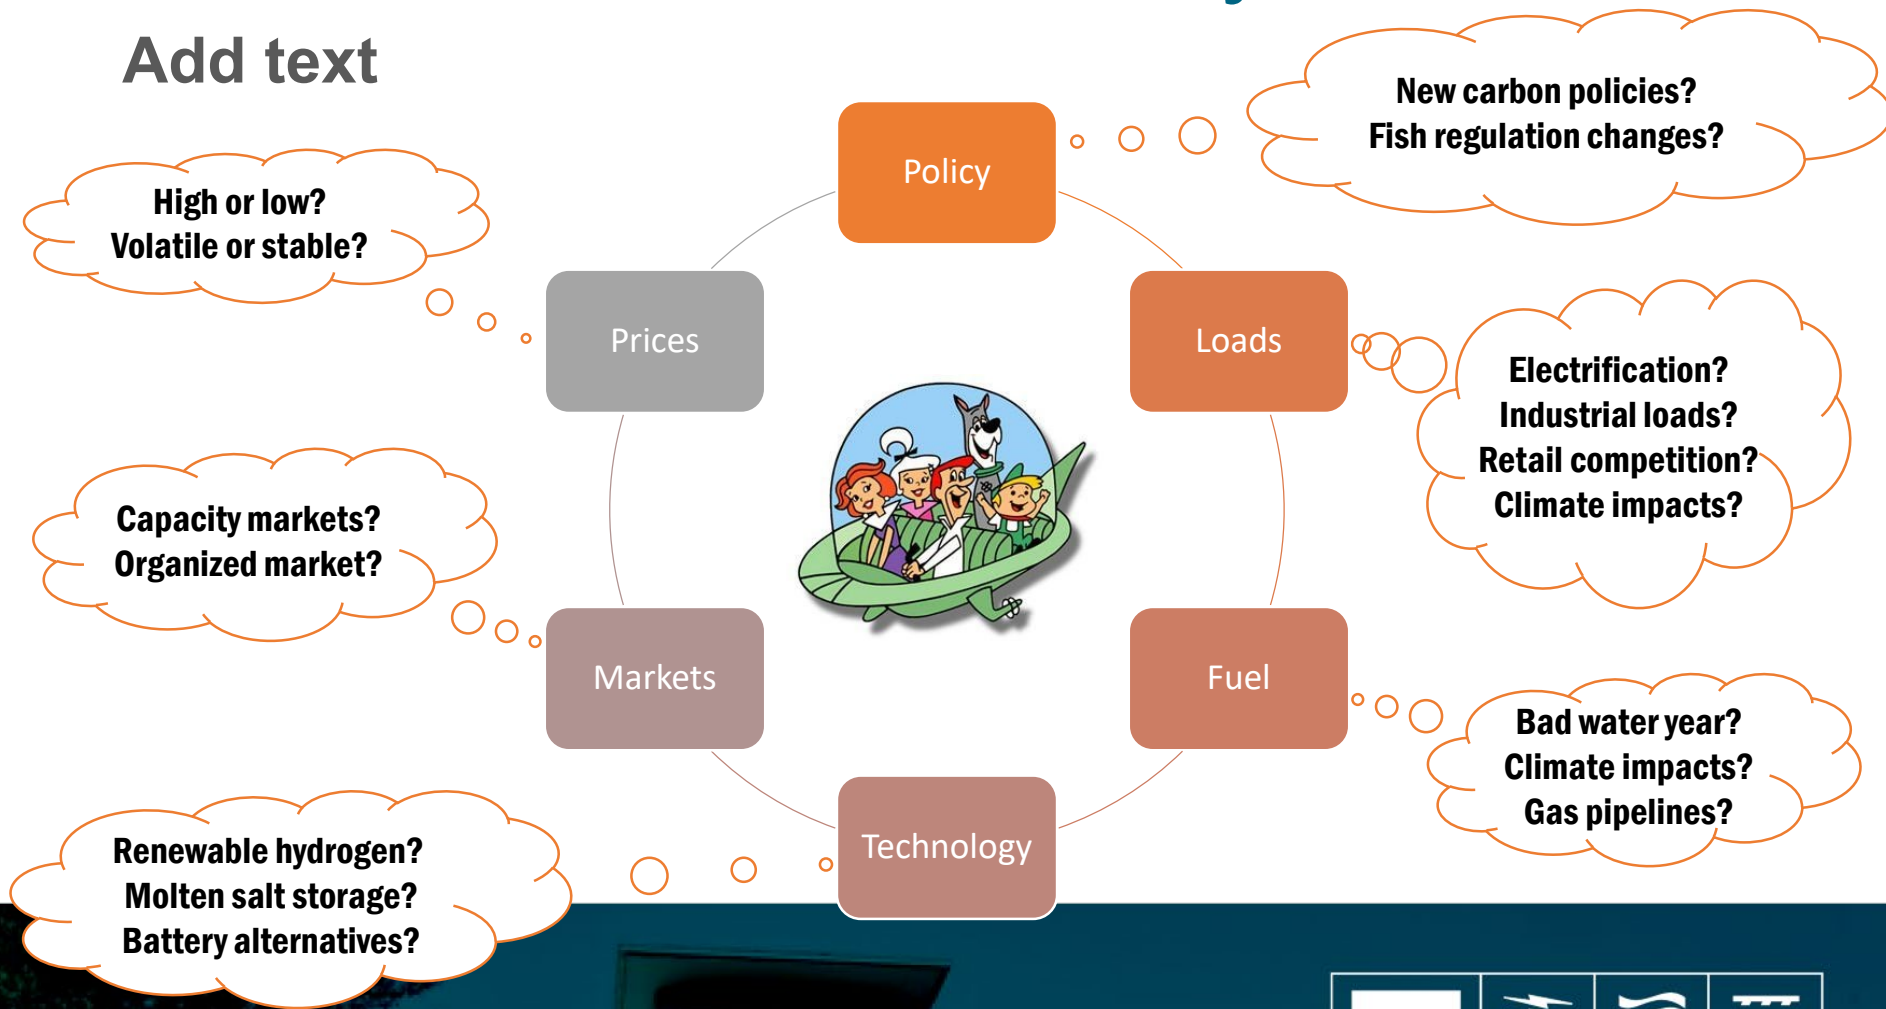 Add text
New carbon policies?
Fish regulation changes?
Policy
High or low?
Volatile or stable?
Prices
Loads
Electrification?
Industrial loads?
Retail competition?
Climate impacts?
Capacity markets?
Organized market?
Markets
Fuel
Bad water year?
Climate impacts?
Gas pipelines?
Technology
Renewable hydrogen?
Molten salt storage?
Battery alternatives?